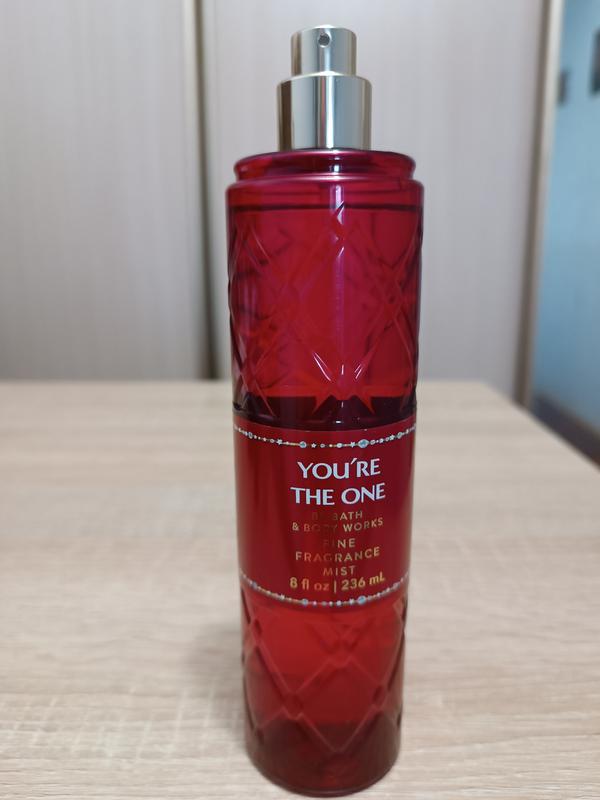 YOU'RE
THE ONE
BY BATH
& BODY WORKS
FINE
FRAGRANCE
MIST
8 fl oz | 236 mL